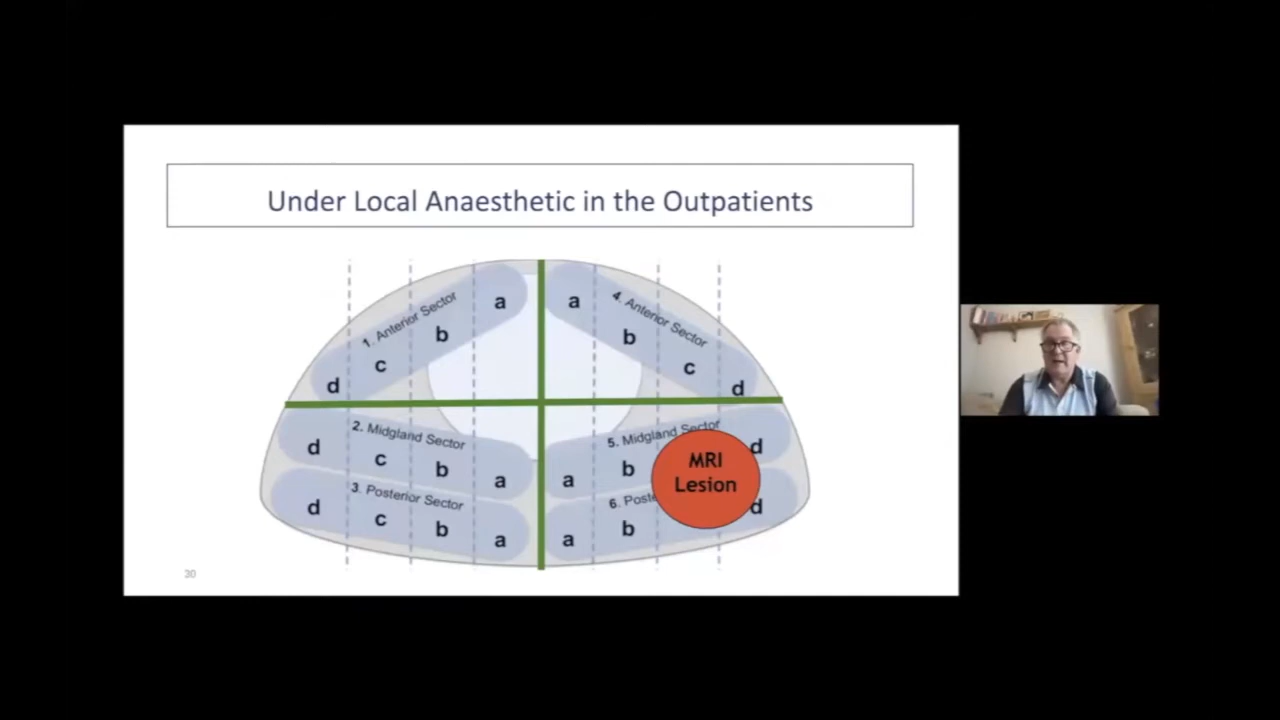 Under Local Anaesthetic in the Outpatients
1. Anterior Sector
a
b
c
d
4. Anterior Sector
a
b
c
d
2. Midgland Sector
d
c
b
a
5. Midgland Sector
a
b
d
MRI
Lesion
3. Posterior Sector
d
c
b
a
6. Poste
a
b
d
30